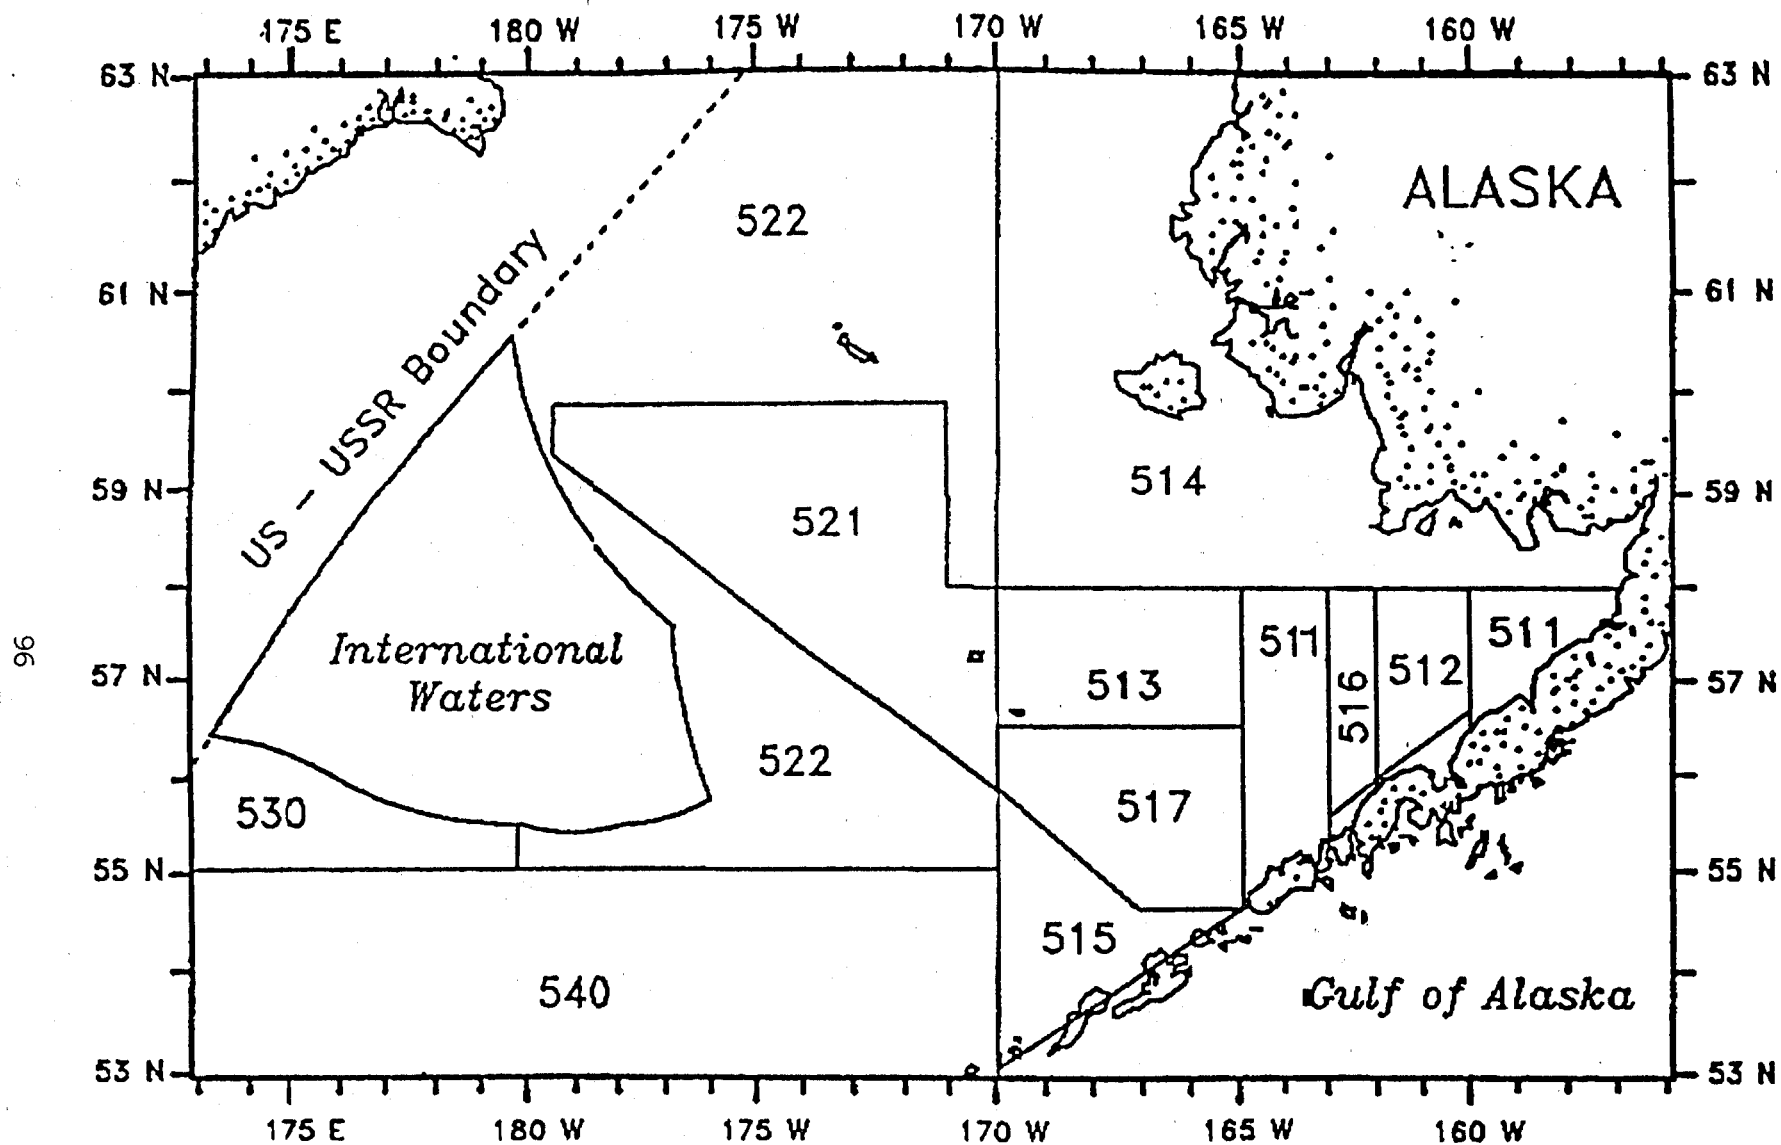 175 E 180 W 175 W 170 W 165 W 160 W
63 N 63 N
ALASKA
522
US - USSR Boundary
61 N 61 N
59 N 59 N
514
521
International
Waters
511 511
513 516 512
57 N 57 N
522
530 517
55 N 55 N
515
540 Gulf of Alaska
53 N 53 N
175 E 180 W 175 W 170 W 165 W 160 W
96